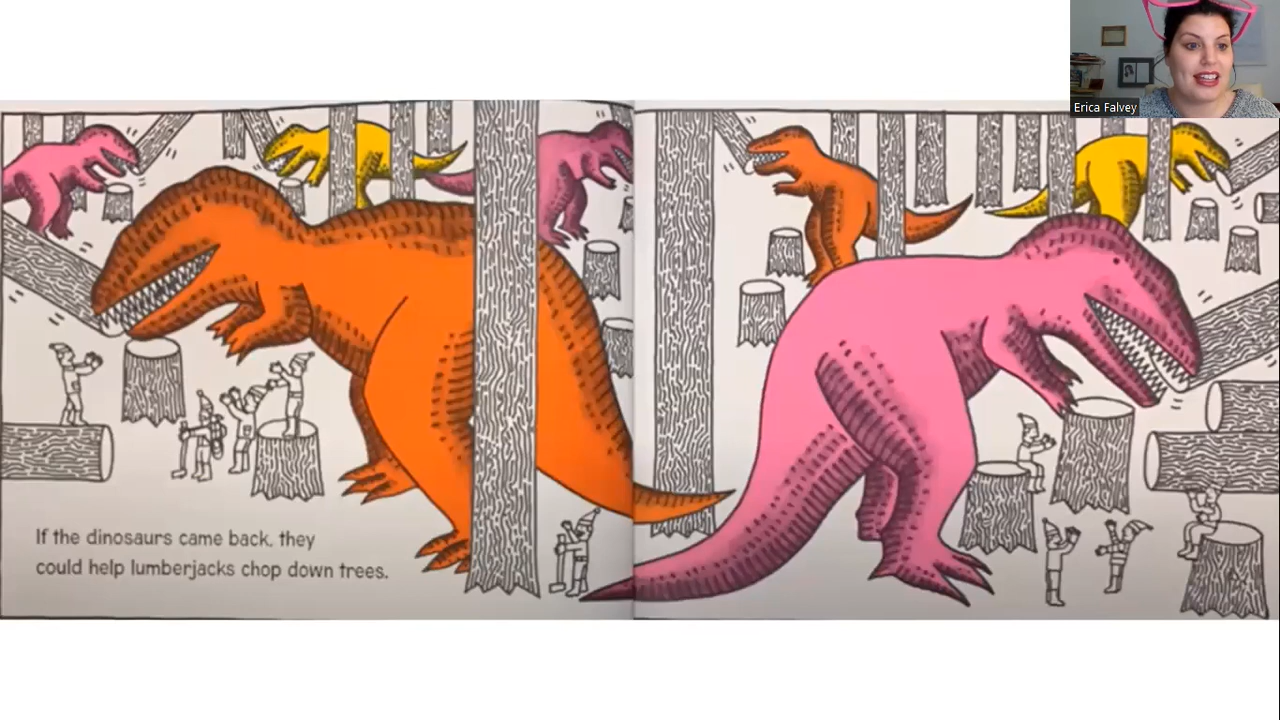 Erica Falvey
If the dinosaurs came back, they
could help lumberjacks chop down trees.